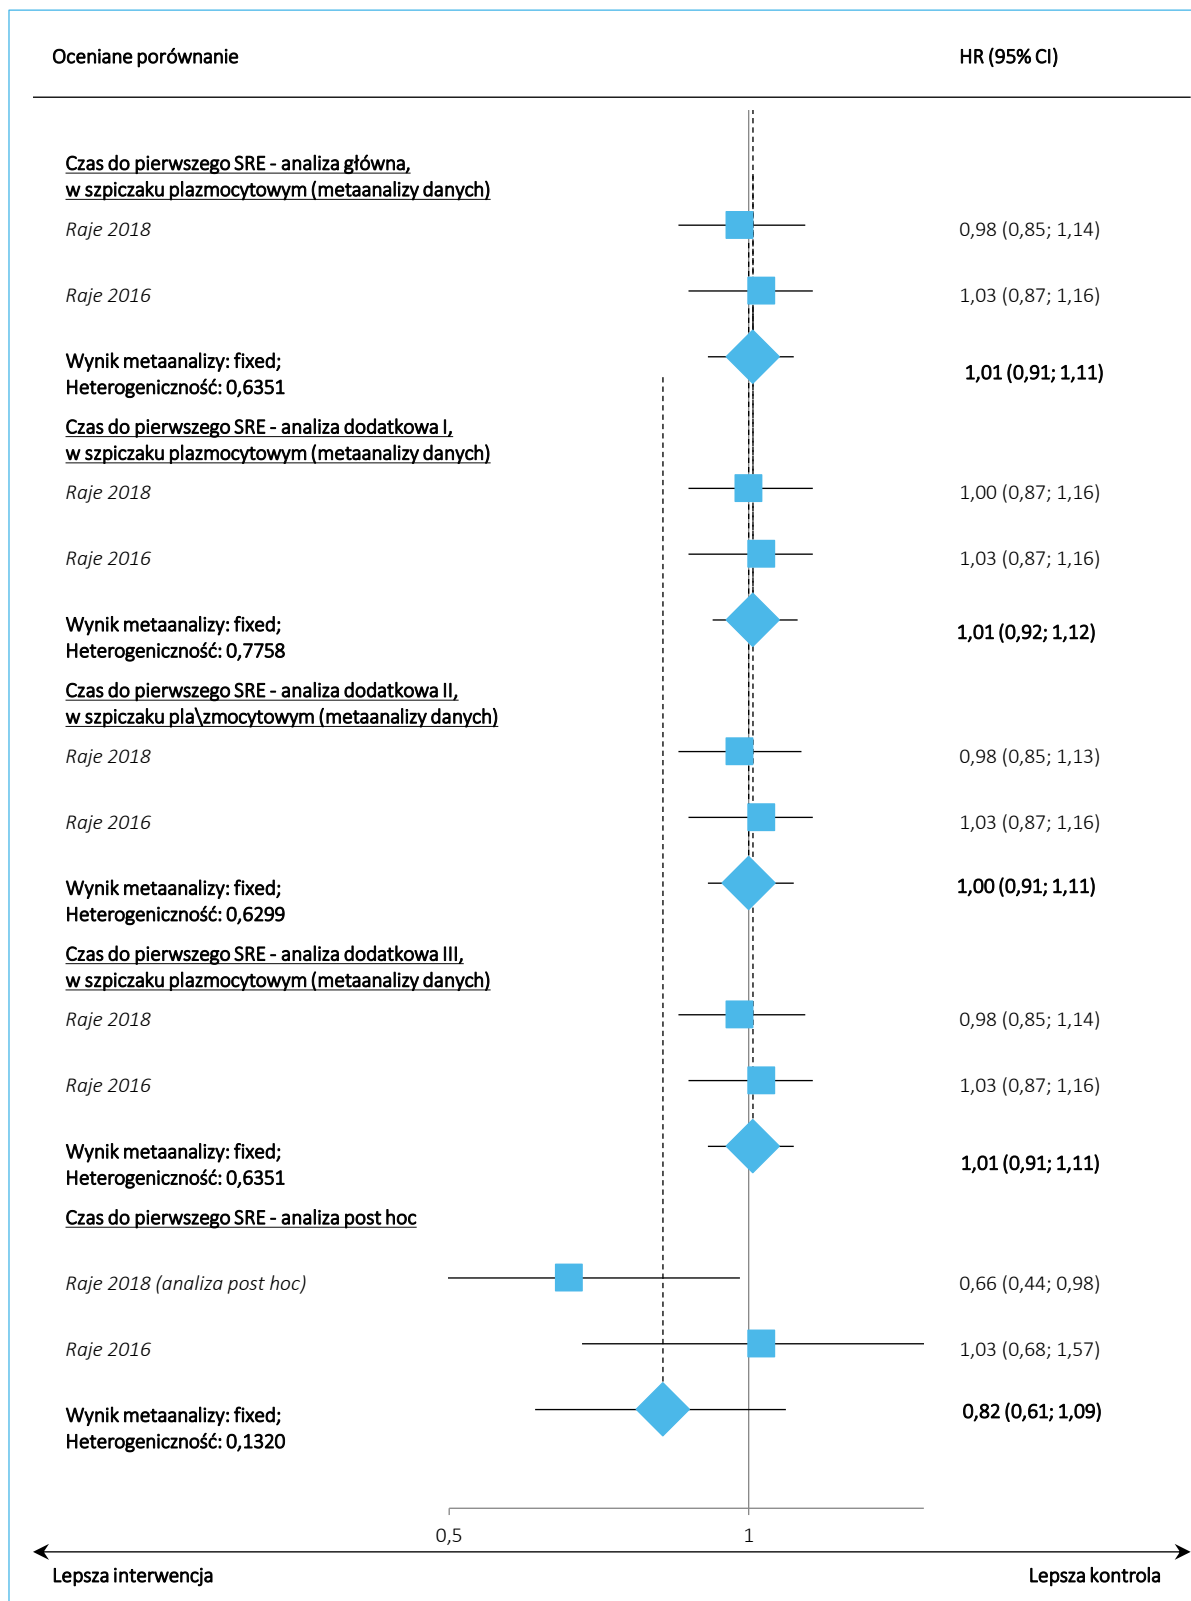 Oceniane porównanie HR (95% CI)
Czas do pierwszego SRE - analiza główna,
w szpiczaku plazmocytowym (metaanalizy danych)
Raje 2018 0,98 (0,85; 1,14)
Raje 2016 1,03 (0,87; 1,16)
Wynik metaanalizy: fixed;
Heterogeniczność: 0,6351 1,01 (0,91; 1,11)
Czas do pierwszego SRE - analiza dodatkowa I,
w szpiczaku plazmocytowym (metaanalizy danych)
Raje 2018 1,00 (0,87; 1,16)
Raje 2016 1,03 (0,87; 1,16)
Wynik metaanalizy: fixed; 1,01 (0,92; 1,12)
Heterogeniczność: 0,7758
Czas do pierwszego SRE - analiza dodatkowa II,
w szpiczaku pla\zmocytowym (metaanalizy danych)
Raje 2018 0,98 (0,85; 1,13)
Raje 2016 1,03 (0,87; 1,16)
Wynik metaanalizy: fixed; 1,00 (0,91; 1,11)
Heterogeniczność: 0,6299
Czas do pierwszego SRE - analiza dodatkowa III,
w szpiczaku plazmocytowym (metaanalizy danych)
Raje 2018 0,98 (0,85; 1,14)
Raje 2016 1,03 (0,87; 1,16)
Wynik metaanalizy: fixed; 1,01 (0,91; 1,11)
Heterogeniczność: 0,6351
Czas do pierwszego SRE - analiza post hoc
Raje 2018 (analiza post hoc) 0,66 (0,44; 0,98)
Raje 2016 1,03 (0,68; 1,57)
Wynik metaanalizy: fixed; 0,82 (0,61; 1,09)
Heterogeniczność: 0,1320
0,5 1
Lepsza interwencja Lepsza kontrola